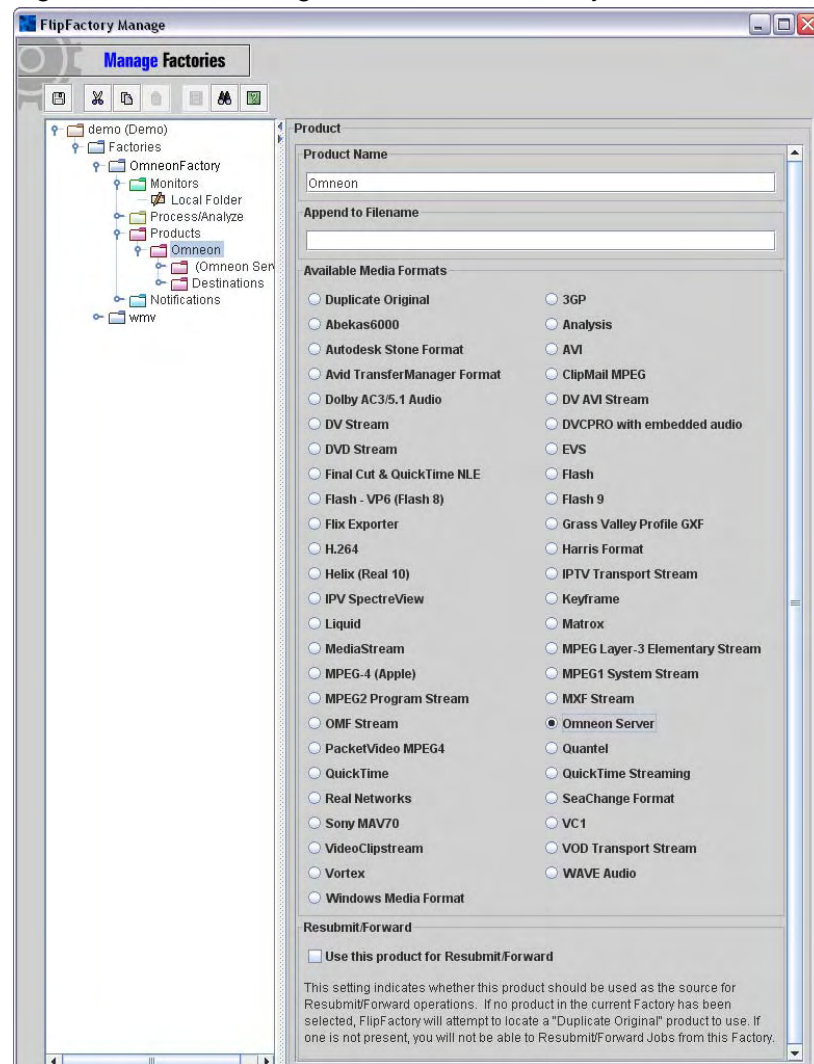 FlipFactory Manage
Manage Factories
demo (Demo)
Factories
OmneonFactory
Monitors
Local Folder
Process/Analyze
Products
Omneon
(Omneon Ser
Destinations
Notifications
wmv
Product
Product Name
Omneon
Append to Filename
Available Media Formats
Duplicate Original
3GP
Abekas6000
Analysis
Autodesk Stone Format
AVI
Avid TransferManager Format
ClipMail MPEG
Dolby AC3/5.1 Audio
DV AVI Stream
DV Stream
DVCPRO with embedded audio
DVD Stream
EVS
Final Cut & QuickTime NLE
Flash
Flash - VP6 (Flash 8)
Flash 9
Flix Exporter
Grass Valley Profile GXF
H.264
Harris Format
Helix (Real 10)
IPTV Transport Stream
IPV SpectreView
Keyframe
Liquid
Matrox
MediaStream
MPEG Layer-3 Elementary Stream
MPEG-4 (Apple)
MPEG1 System Stream
MPEG2 Program Stream
MXF Stream
OMF Stream
Omneon Server
PacketVideo MPEG4
Quantel
QuickTime
QuickTime Streaming
Real Networks
SeaChange Format
Sony MAV70
VC1
VideoClipstream
VOD Transport Stream
Vortex
WAVE Audio
Windows Media Format
Resubmit/Forward
Use this product for Resubmit/Forward
This setting indicates whether this product should be used as the source for
Resubmit/Forward operations. If no product in the current Factory has been
selected, FlipFactory will attempt to locate a "Duplicate Original" product to use. If
one is not present, you will not be able to Resubmit/Forward Jobs from this Factory.